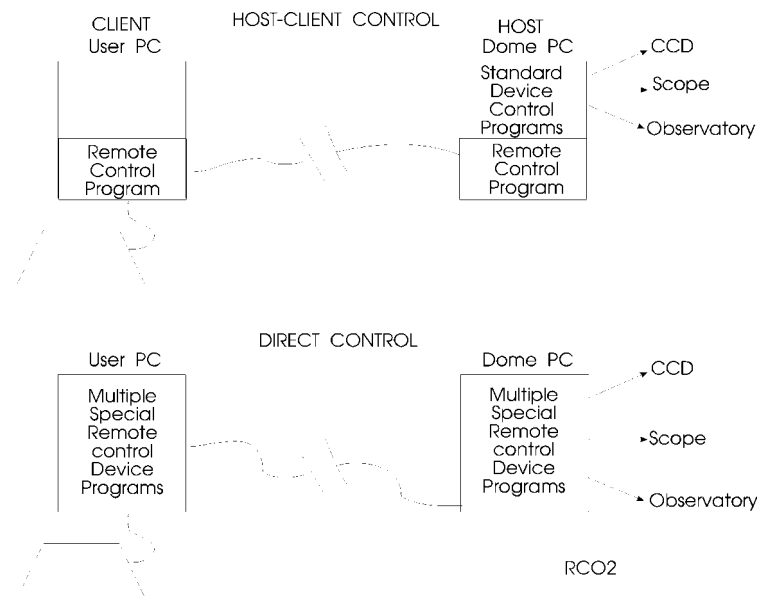 HOST-CLIENT CONTROL
CLIENT
User PC
Remote
Control
Program
HOST
Dome PC
Standard
Device
Control
Programs
Remote
Control
Program
CCD
Scope
Observatory
DIRECT CONTROL
User PC
Multiple
Special
Remote
control
Device
Programs
Dome PC
Multiple
Special
Remote
control
Device
Programs
CCD
Scope
Observatory
RCO2